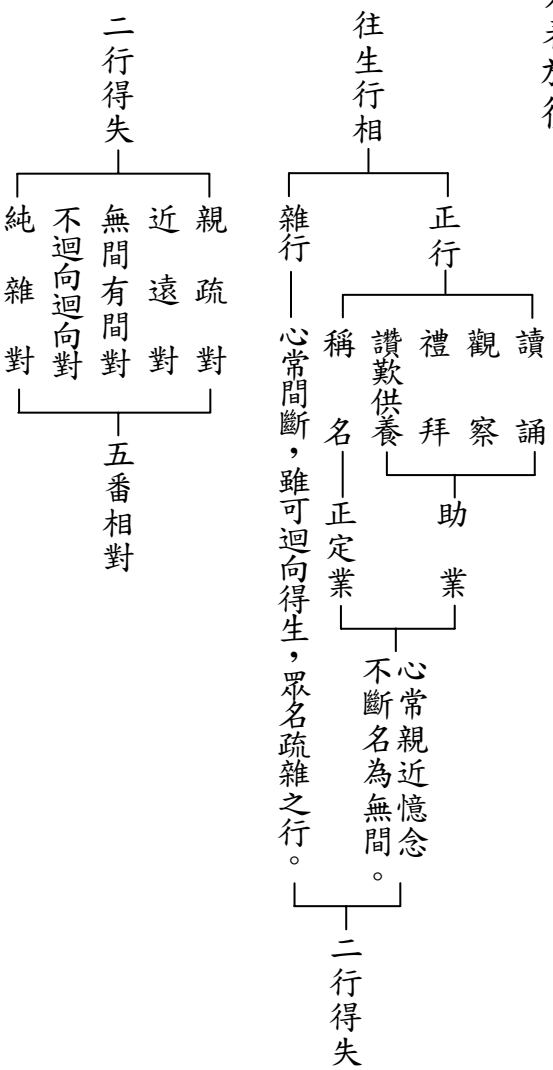 往生行相
正行
讀誦
觀察
禮拜
讚歎供養
稱名
助業
正定業
心常親近憶念
不斷名為無間。
雜行
心常間斷，雖可迴向得生，眾名疏雜之行。
二行得失
二行得失
親疏對
近遠對
無間有間對
不迴向迴向對
純雜對
五番相對